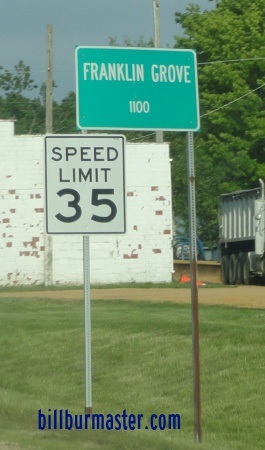 FRANKLIN GROVE
1100
SPEED
LIMIT
35
billburmaster.com